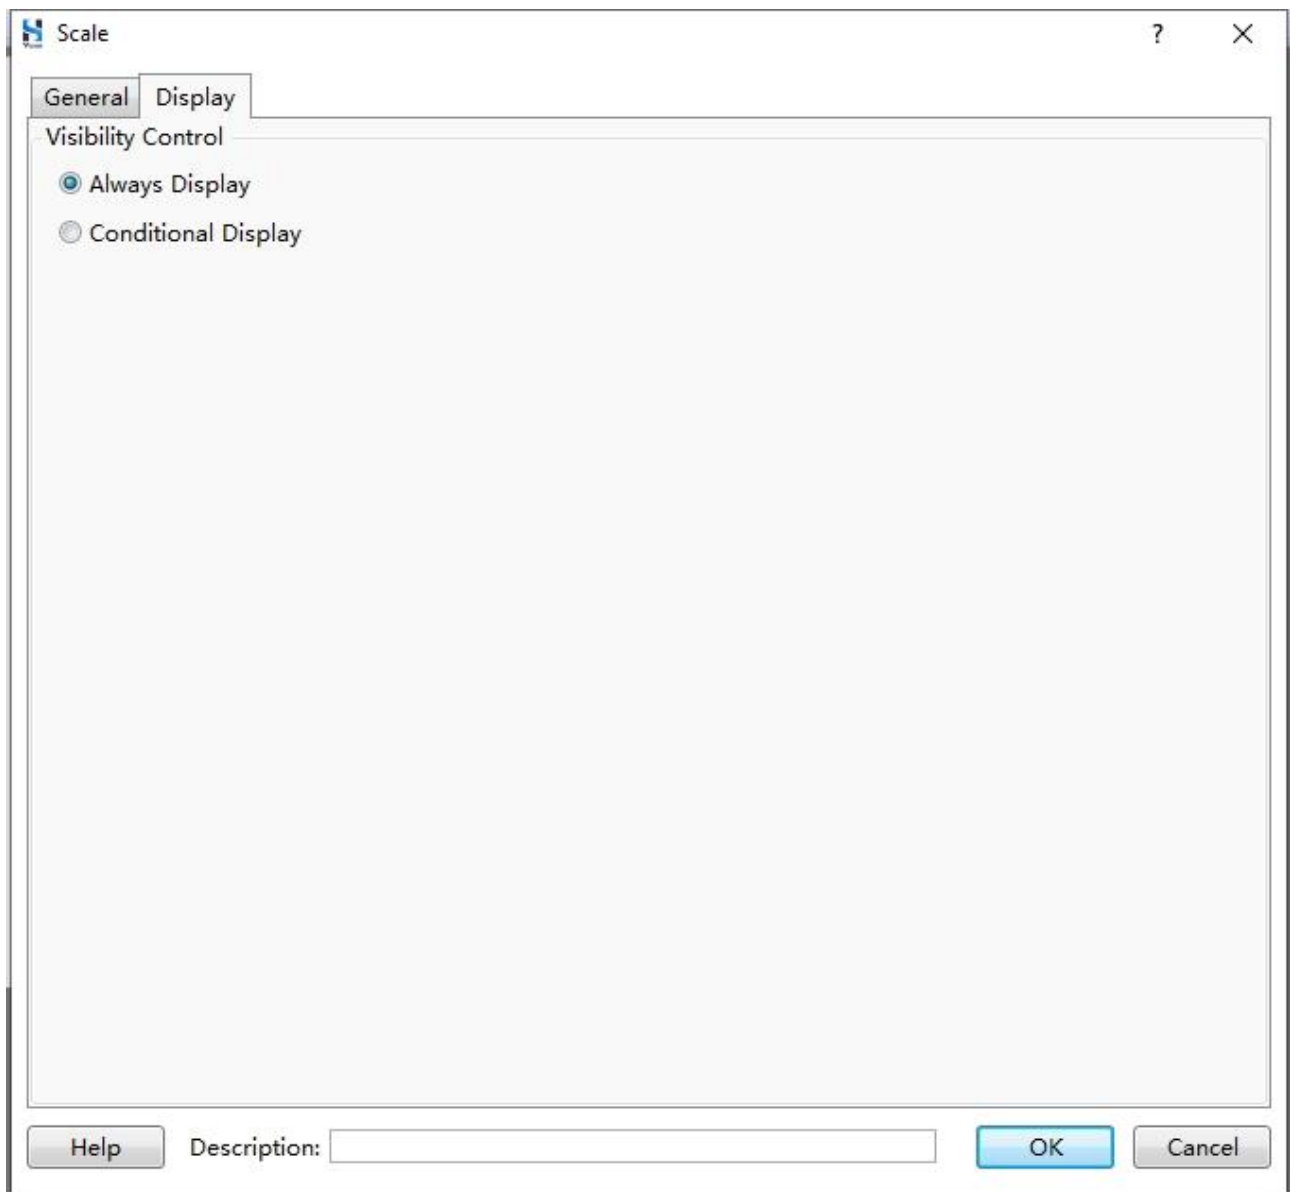 Scale ?
General Display
Visibility Control
Always Display
Conditional Display
Help Description: OK Cancel